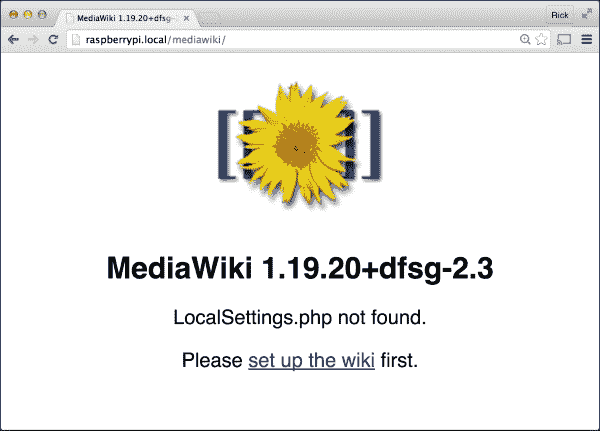 MediaWiki 1.19.20+dfsg-
Rick
raspberrypi.local/mediawiki/
[[ ]]
MediaWiki 1.19.20+dfsg-2.3
LocalSettings.php not found.
Please set up the wiki first.